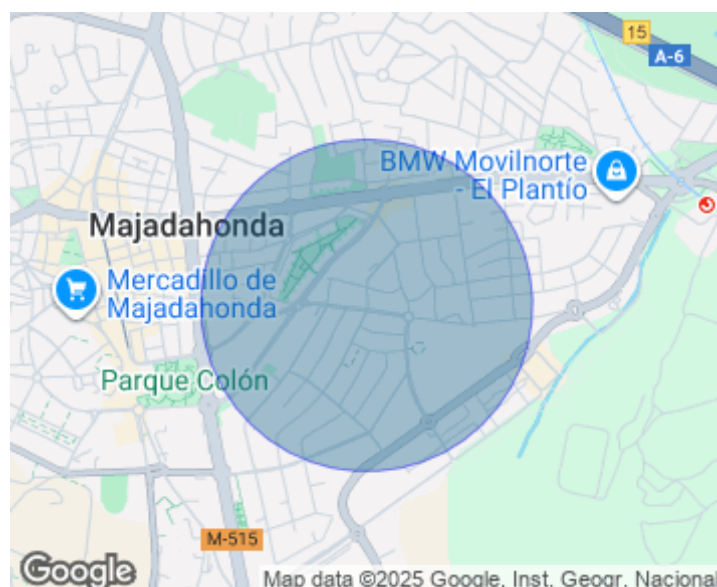 15
A-6
BMW Movilnorte
- El Plantío
Majadahonda
Mercadillo de
Majadahonda
Parque Colón
M-515
Google
Map data ©2025 Google, Inst. Geogr. Nacional